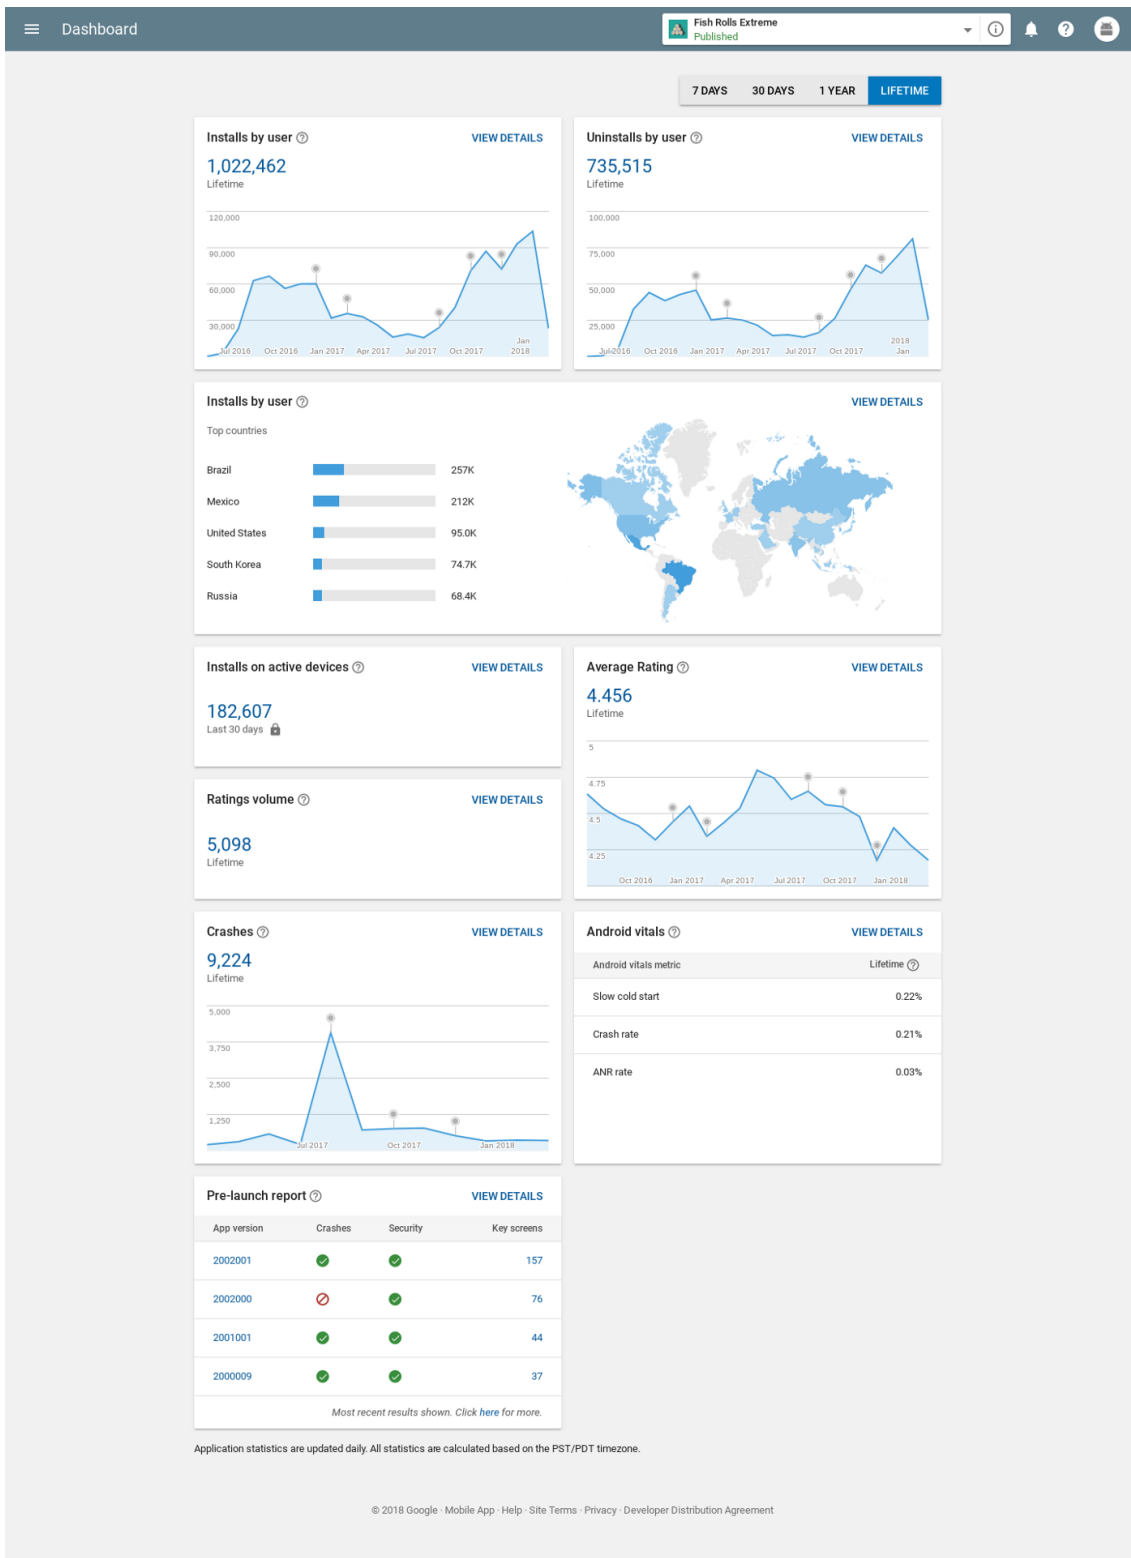 Dashboard
Fish Rolls Extreme
Published
7 DAYS 30 DAYS 1 YEAR LIFETIME
Installs by user VIEW DETAILS
1,022,462
Lifetime
120,000
90,000
60,000
30,000
Jul 2016 Oct 2016 Jan 2017 Apr 2017 Jul 2017 Oct 2017 Jan 2018
Uninstalls by user VIEW DETAILS
735,515
Lifetime
100,000
75,000
50,000
25,000
Jul 2016 Oct 2016 Jan 2017 Apr 2017 Jul 2017 Oct 2017 2018 Jan
Installs by user VIEW DETAILS
Top countries
Brazil 257K
Mexico 212K
United States 95.0K
South Korea 74.7K
Russia 68.4K
Installs on active devices VIEW DETAILS
182,607
Last 30 days
Average Rating VIEW DETAILS
4.456
Lifetime
5
4.75
4.5
4.25
Oct 2016 Jan 2017 Apr 2017 Jul 2017 Oct 2017 Jan 2018
Ratings volume VIEW DETAILS
5,098
Lifetime
Crashes VIEW DETAILS
9,224
Lifetime
5,000
3,750
2,500
1,250
Jul 2017 Oct 2017 Jan 2018
Android vitals VIEW DETAILS
Android vitals metric Lifetime
Slow cold start 0.22%
Crash rate 0.21%
ANR rate 0.03%
Pre-launch report VIEW DETAILS
App version Crashes Security Key screens
2002001 157
2002000 76
2001001 44
2000009 37
Most recent results shown. Click here for more.
Application statistics are updated daily. All statistics are calculated based on the PST/PDT timezone.
© 2018 Google · Mobile App · Help · Site Terms · Privacy · Developer Distribution Agreement